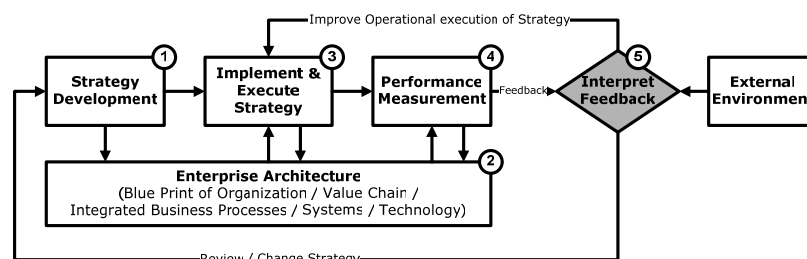 Improve Operational execution of Strategy
1
3
4
5
Strategy
Development
Implement &
Execute
Strategy
Performance
Measurement
Feedback
Interpret
Feedback
External
Environmen
2
Enterprise Architecture
(Blue Print of Organization / Value Chain /
Integrated Business Processes / Systems / Technology)
Review / Change Strategy